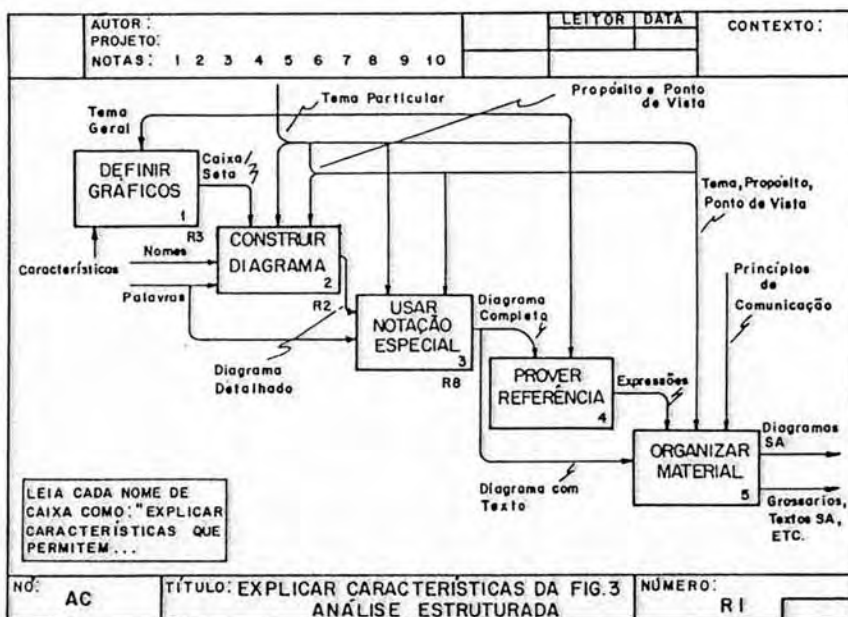 AUTOR:
PROJETO:
NOTAS: 1 2 3 4 5 6 7 8 9 10
LEITOR DATA
CONTEXTO:
Tema Particular
Propósito e Ponto
de Vista
Tema
Geral
DEFINIR
GRÁFICOS
1
Caixa/
Seta
R3
Tema, Propósito,
Ponto de Vista
Características
Nomes
Palavras
CONSTRUIR
DIAGRAMA
2
R2
Princípios
de
Comunicação
USAR
NOTAÇÃO
ESPECIAL
3
R8
Diagrama
Completo
Diagrama
Detalhado
PROVER
REFERÊNCIA
4
Expressões
ORGANIZAR
MATERIAL
5
Diagramas
SA
Diagrama com
Texto
Grossarios,
Textos SA,
ETC.
LEIA CADA NOME DE
CAIXA COMO: "EXPLICAR
CARACTERÍSTICAS QUE
PERMITEM...
NÓ: AC
TÍTULO: EXPLICAR CARACTERÍSTICAS DA FIG.3
ANÁLISE ESTRUTURADA
NÚMERO:
R1